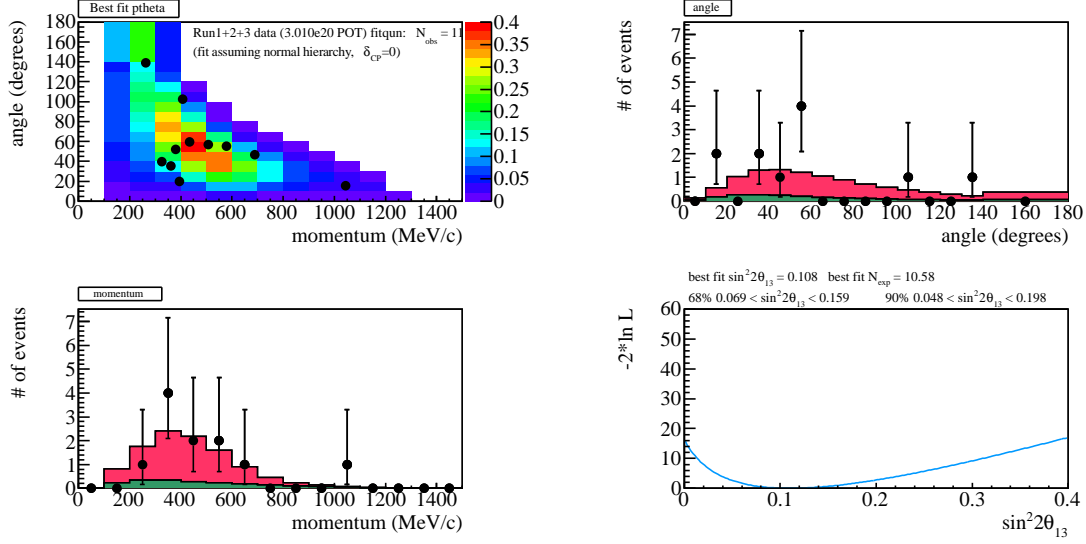 Best fit ptheta
Run1+2+3 data (3.010e20 POT) fitqun: N_obs = 11
(fit assuming normal hierarchy, δ_CP=0)
angle (degrees)
180
160
140
120
100
80
60
40
20
0
0 200 400 600 800 1000 1200 1400
momentum (MeV/c)
0.4
0.35
0.3
0.25
0.2
0.15
0.1
0.05
0
angle
# of events
7
6
5
4
3
2
1
0
0 20 40 60 80 100 120 140 160 180
angle (degrees)
momentum
# of events
7
6
5
4
3
2
1
0
0 200 400 600 800 1000 1200 1400
momentum (MeV/c)
best fit sin²2θ₁₃ = 0.108 best fit N_exp = 10.58
68% 0.069 < sin²2θ₁₃ < 0.159 90% 0.048 < sin²2θ₁₃ < 0.198
-2*ln L
60
50
40
30
20
10
0
0 0.1 0.2 0.3 0.4
sin²2θ₁₃